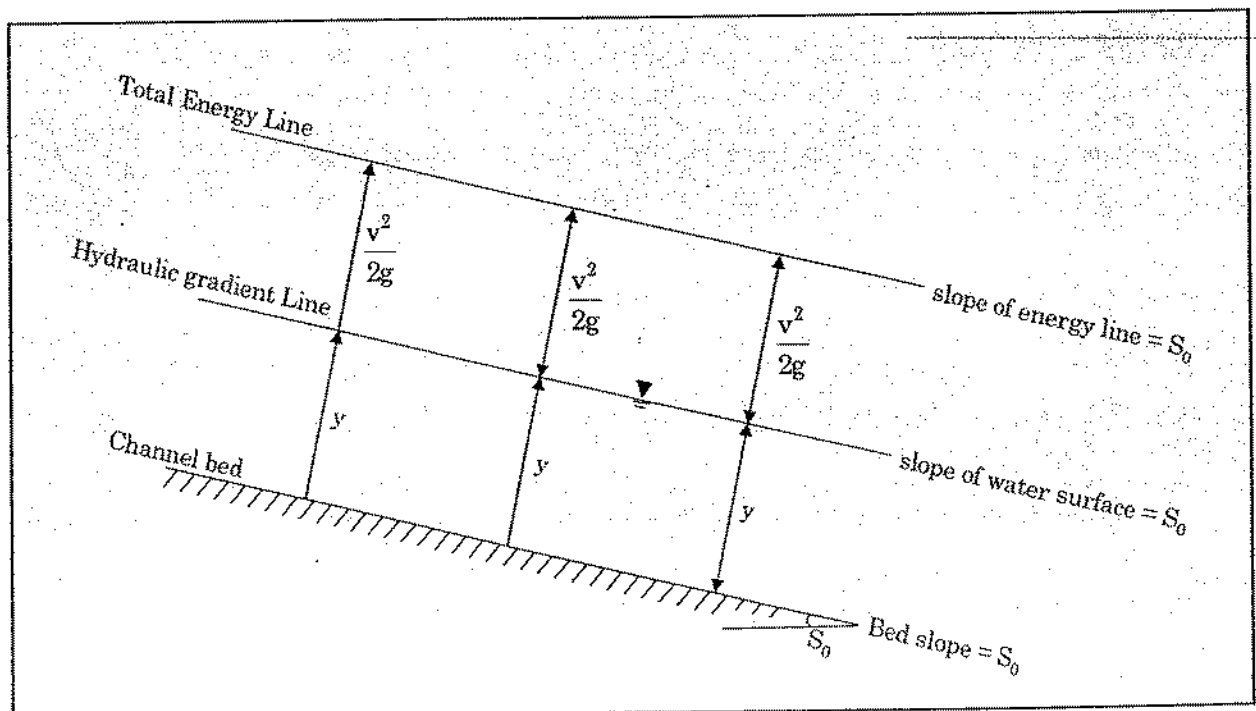 Total Energy Line
v²
2g
v²
2g
v²
2g
Hydraulic gradient Line
slope of energy line = S₀
y
y
y
Channel bed
slope of water surface = S₀
S₀
Bed slope = S₀